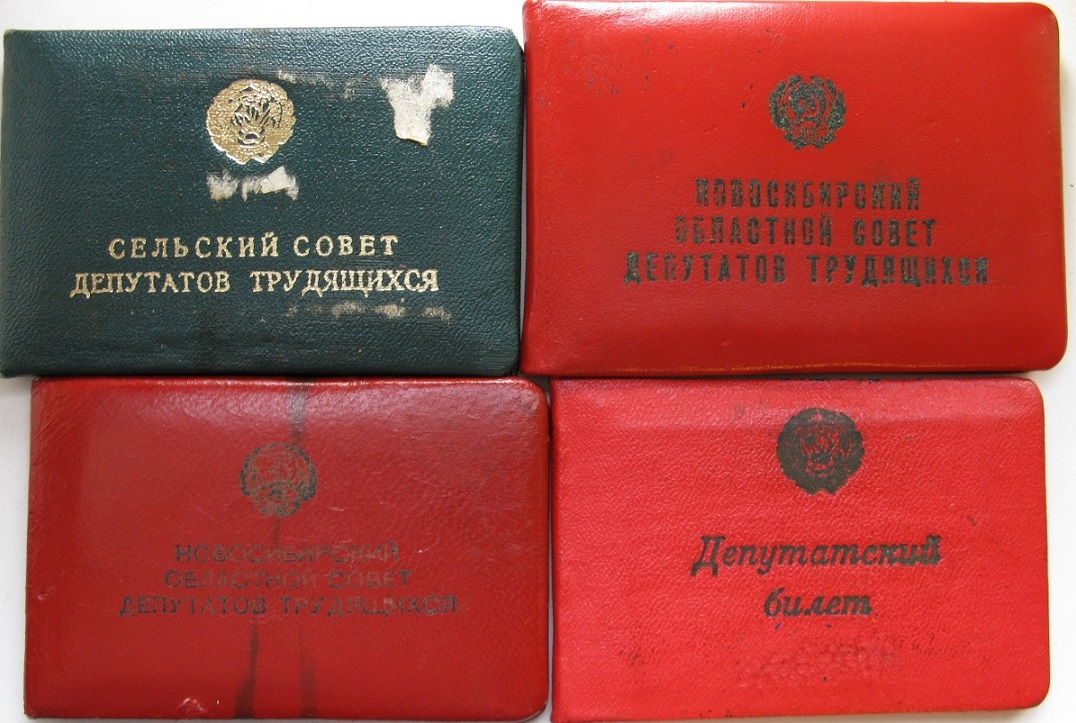 СЕЛЬСКИЙ СОВЕТ
ДЕПУТАТОВ ТРУДЯЩИХСЯ
НОВОСИБИРСКИЙ
ОБЛАСТНОЙ СОВЕТ
ДЕПУТАТОВ ТРУДЯЩИХСЯ
НОВОСИБИРСКИЙ
ОБЛАСТНОЙ СОВЕТ
ДЕПУТАТОВ ТРУДЯЩИХСЯ
Депутатский
билет